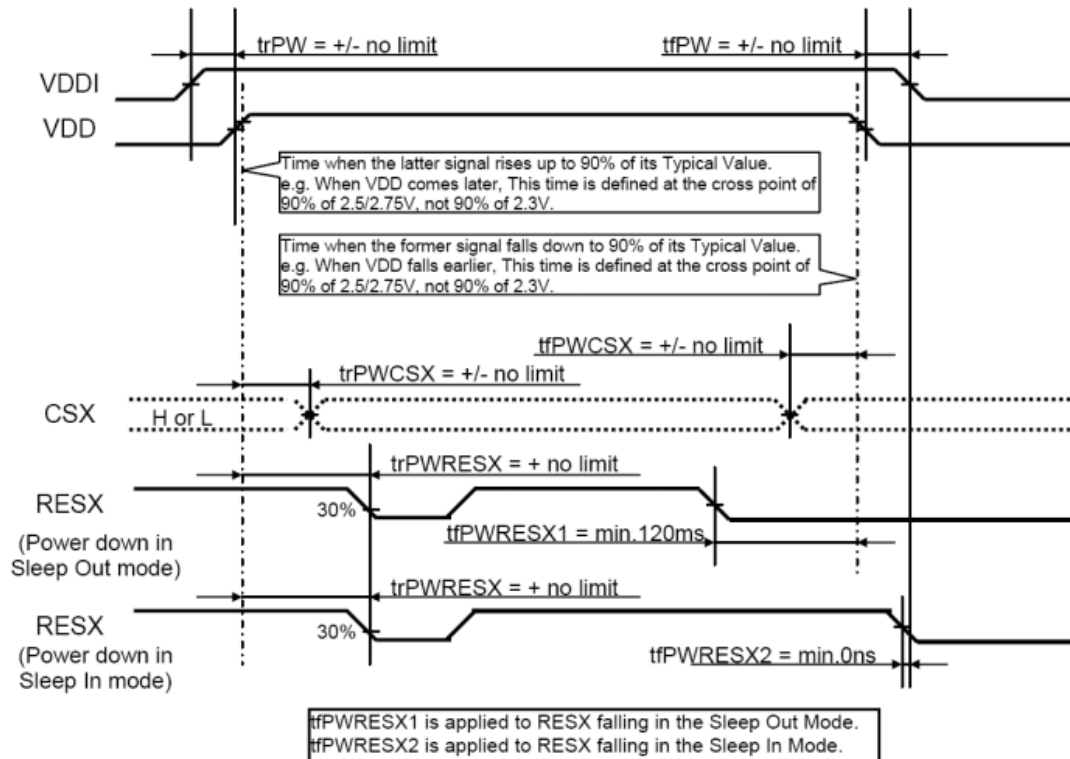 trPW = +/- no limit
tfPW = +/- no limit
VDDI
VDD
Time when the latter signal rises up to 90% of its Typical Value.
e.g. When VDD comes later, This time is defined at the cross point of
90% of 2.5/2.75V, not 90% of 2.3V.
Time when the former signal falls down to 90% of its Typical Value.
e.g. When VDD falls earlier, This time is defined at the cross point of
90% of 2.5/2.75V, not 90% of 2.3V.
tfPWCSX = +/- no limit
trPWCSX = +/- no limit
CSX
H or L
trPWRESX = + no limit
RESX
30%
(Power down in
Sleep Out mode)
tfPWRESX1 = min.120ms
trPWRESX = + no limit
RESX
30%
(Power down in
Sleep In mode)
tfPWRESX2 = min.0ns
tfPWRESX1 is applied to RESX falling in the Sleep Out Mode.
tfPWRESX2 is applied to RESX falling in the Sleep In Mode.